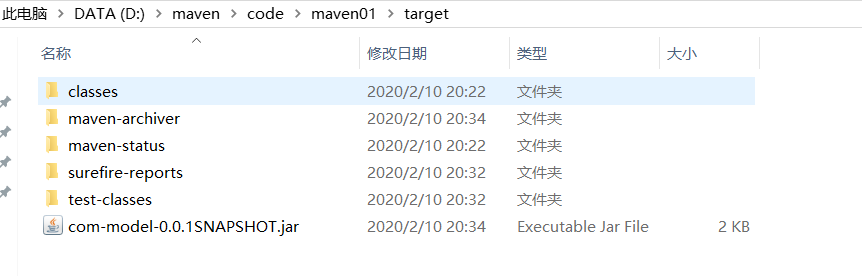 此电脑 > DATA (D:) > maven > code > maven01 > target
名称 修改日期 类型 大小
classes 2020/2/10 20:22 文件夹
maven-archiver 2020/2/10 20:34 文件夹
maven-status 2020/2/10 20:22 文件夹
surefire-reports 2020/2/10 20:32 文件夹
test-classes 2020/2/10 20:32 文件夹
com-model-0.0.1SNAPSHOT.jar 2020/2/10 20:34 Executable Jar File 2 KB